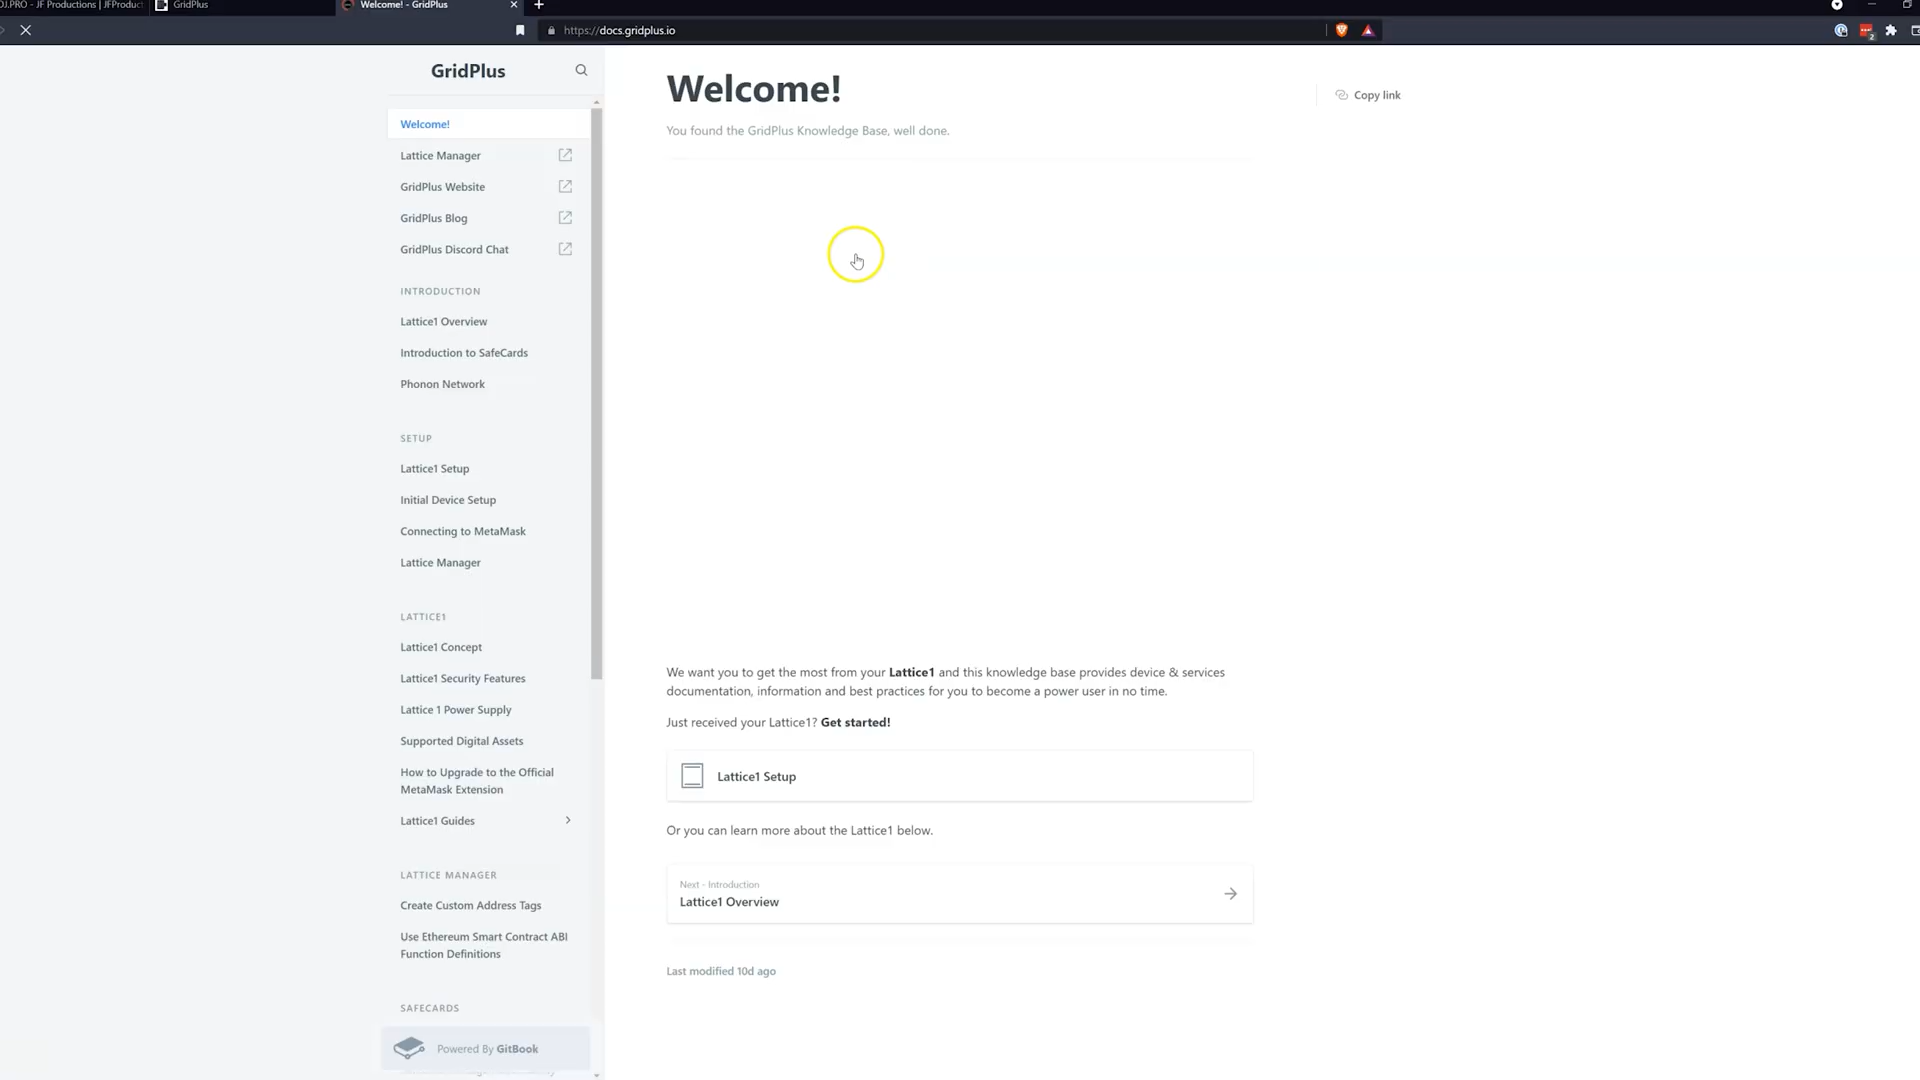 DJ.PRO - JF Productions | JFProduc
GridPlus
Welcome! - GridPlus
https://docs.gridplus.io
2
GridPlus
Welcome!
Lattice Manager
GridPlus Website
GridPlus Blog
GridPlus Discord Chat
INTRODUCTION
Lattice1 Overview
Introduction to SafeCards
Phonon Network
SETUP
Lattice1 Setup
Initial Device Setup
Connecting to MetaMask
Lattice Manager
LATTICE1
Lattice1 Concept
Lattice1 Security Features
Lattice 1 Power Supply
Supported Digital Assets
How to Upgrade to the Official
MetaMask Extension
Lattice1 Guides
LATTICE MANAGER
Create Custom Address Tags
Use Ethereum Smart Contract ABI
Function Definitions
SAFECARDS
Powered By GitBook
Welcome!
You found the GridPlus Knowledge Base, well done.
Copy link
We want you to get the most from your Lattice1 and this knowledge base provides device & services
documentation, information and best practices for you to become a power user in no time.
Just received your Lattice1? Get started!
Lattice1 Setup
Or you can learn more about the Lattice1 below.
Next - Introduction
Lattice1 Overview
Last modified 10d ago